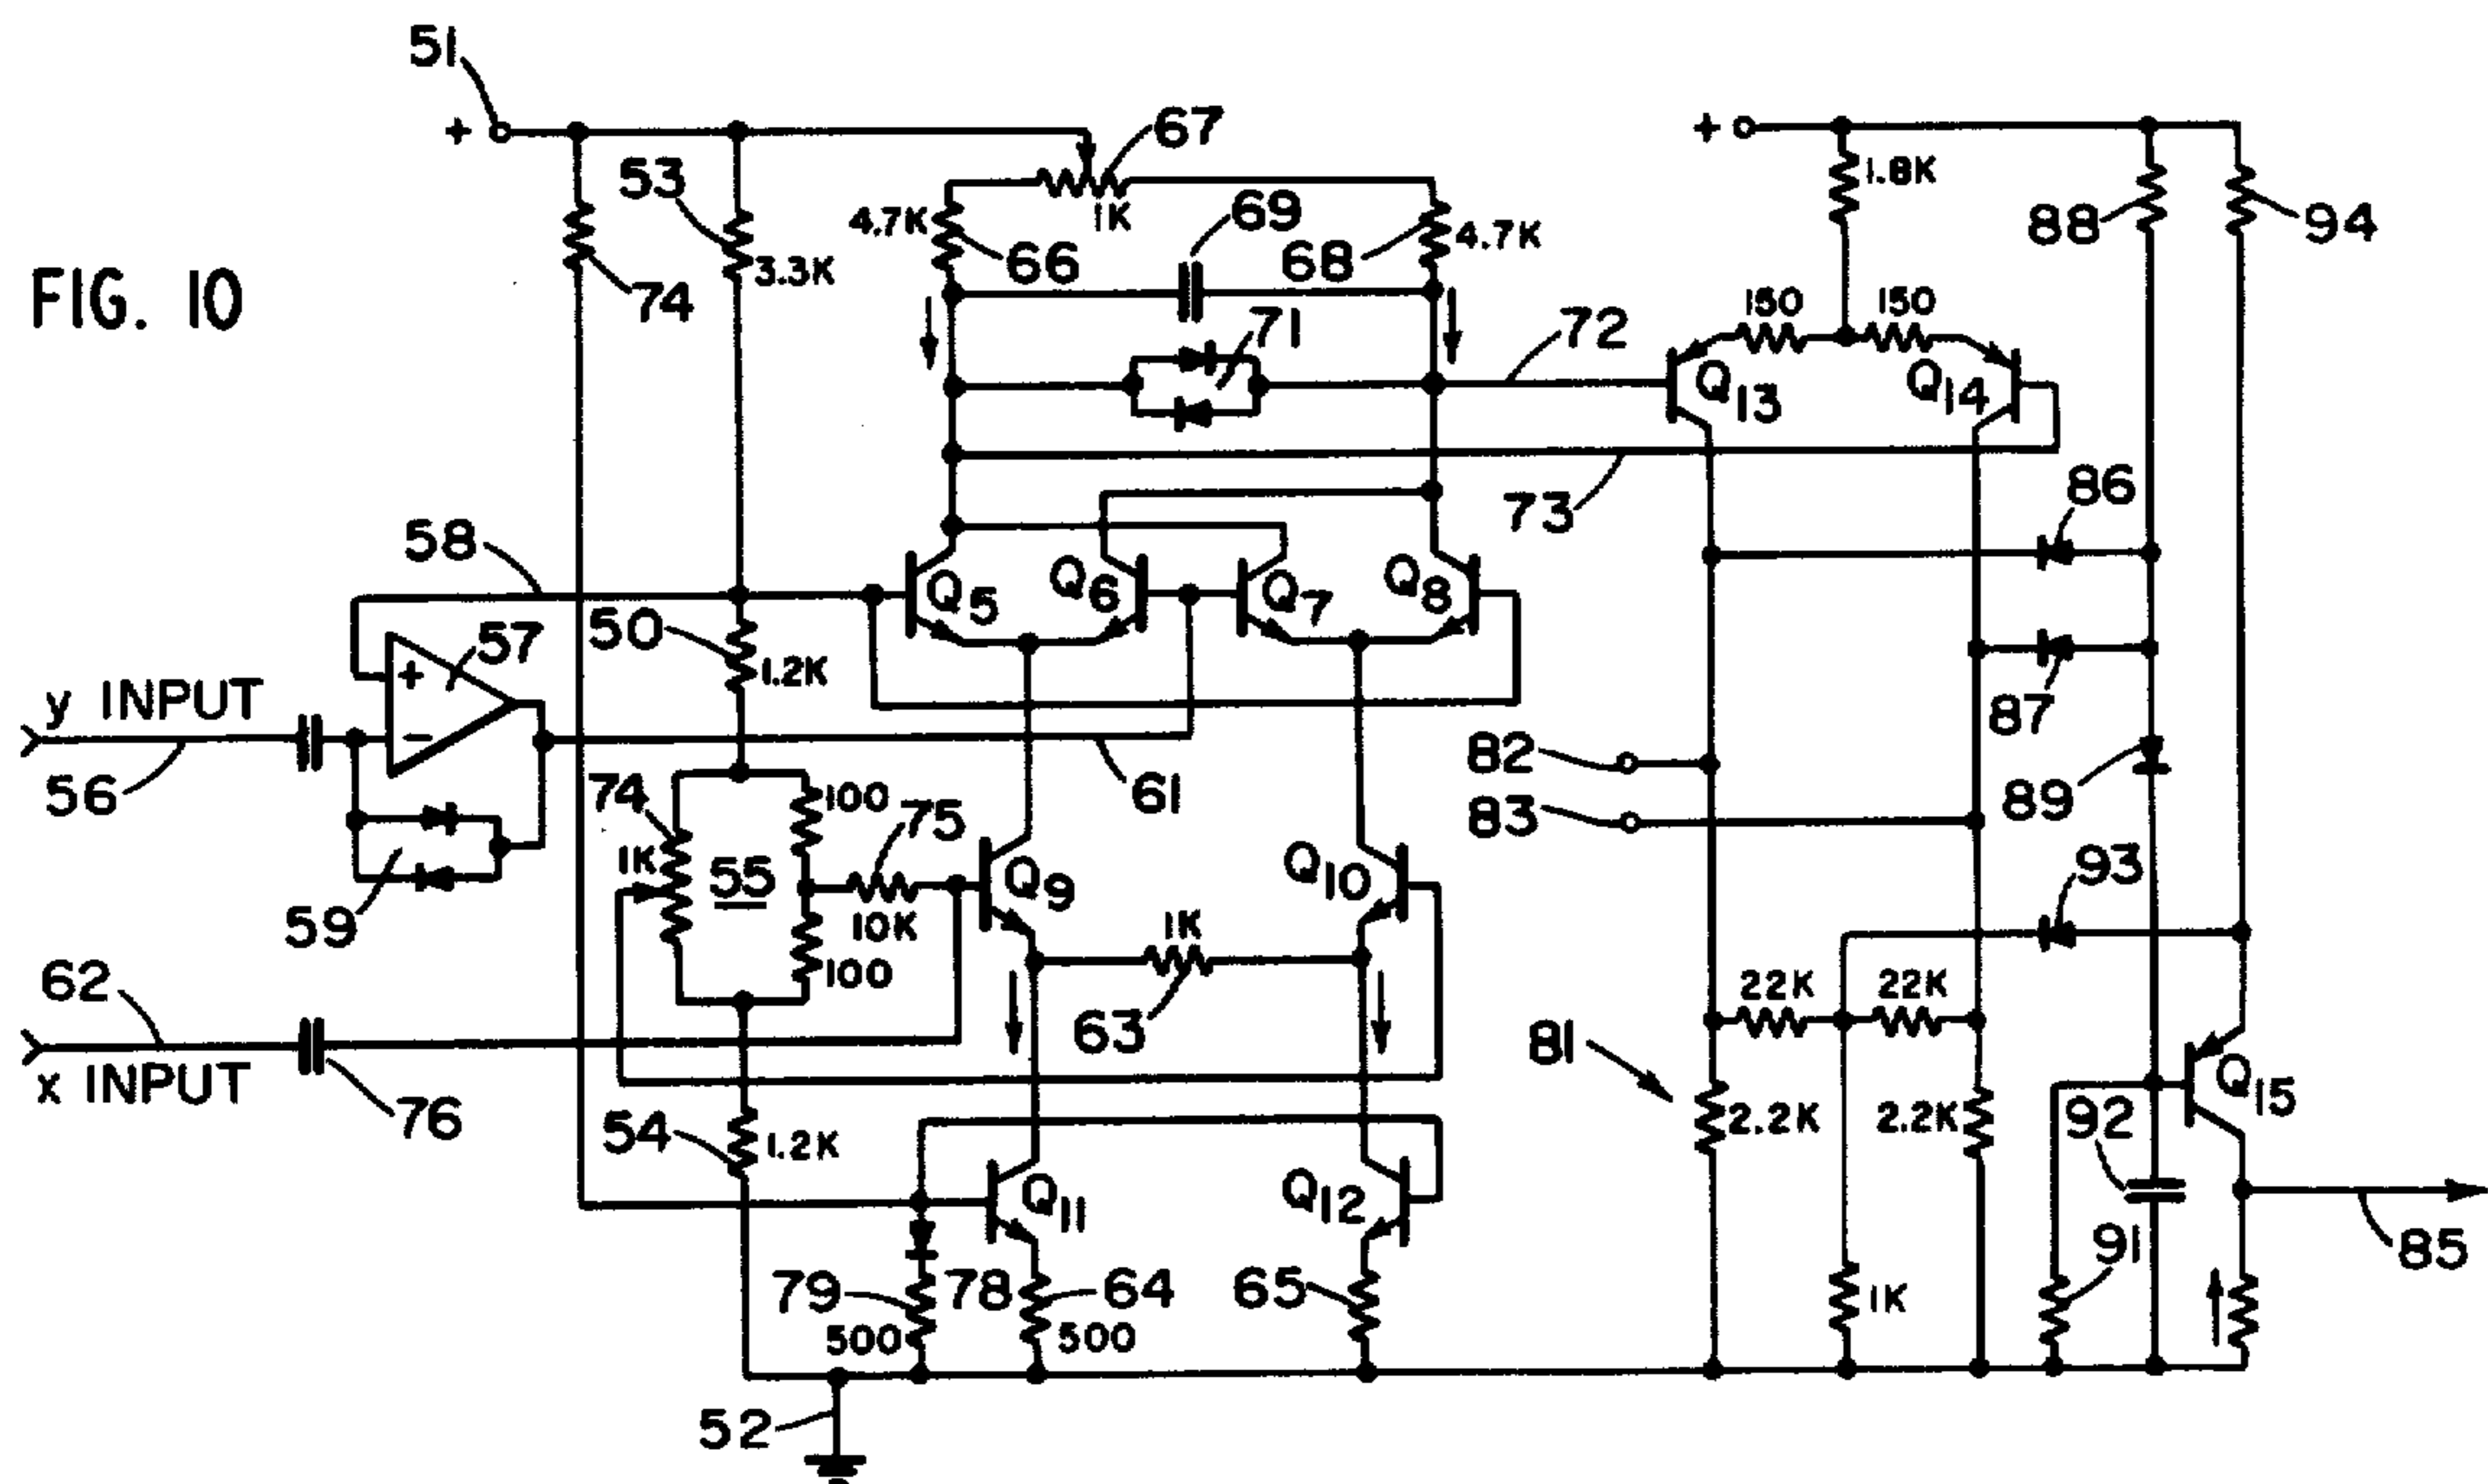 51
+
+
67
53
1K
69
1.8K
4.7K
66
68
4.7K
88
94
FIG. 10
74
3.3K
71
150
150
72
Q13
Q14
73
86
58
Q5
Q6
Q7
Q8
50
1.2K
57
+
−
y INPUT
56
74
100
75
61
82
87
83
89
1K
55
Q9
Q10
93
59
10K
1K
62
100
63
22K
22K
81
x INPUT
76
54
1.2K
2.2K
2.2K
92
Q15
Q11
Q12
91
85
79
78
64
65
1K
500
500
52